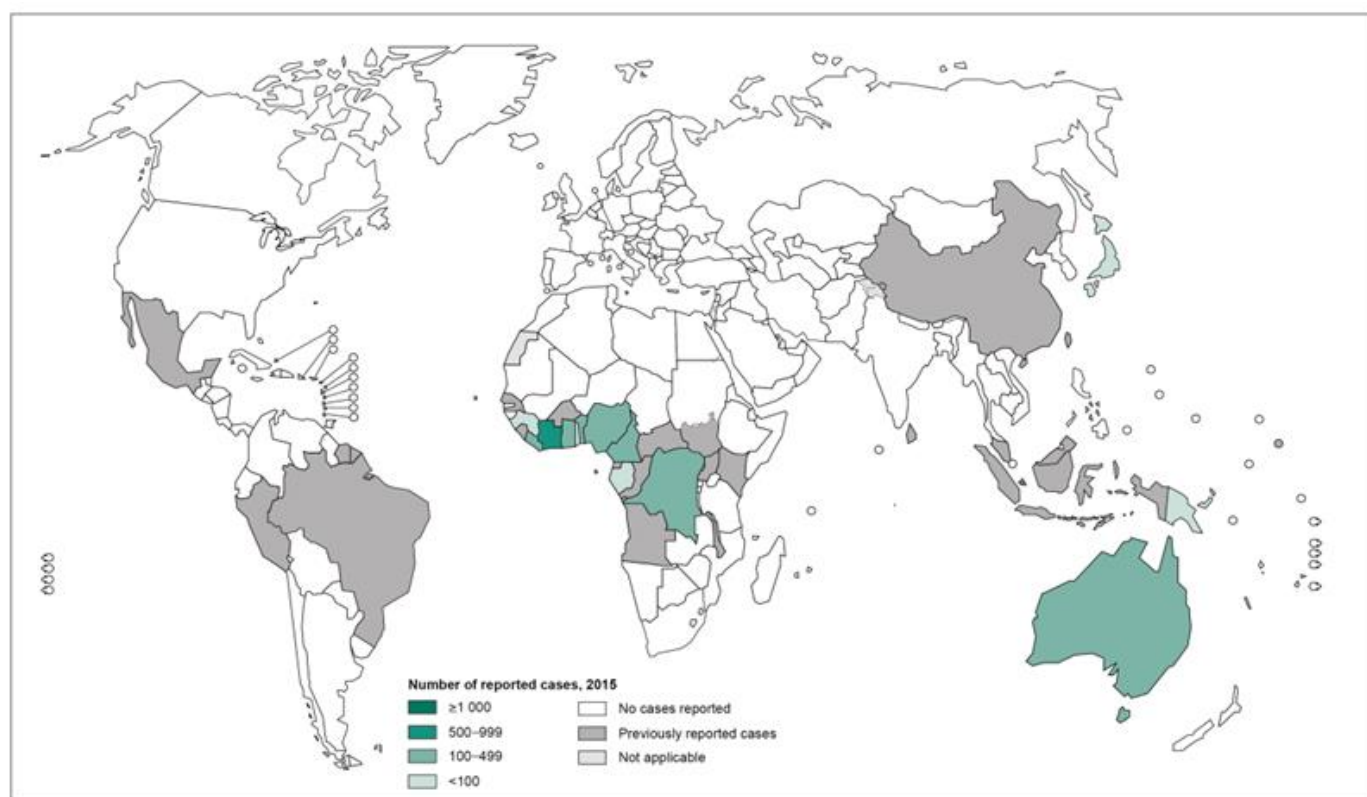 Number of reported cases, 2015
≥1 000
500–999
100–499
<100
No cases reported
Previously reported cases
Not applicable